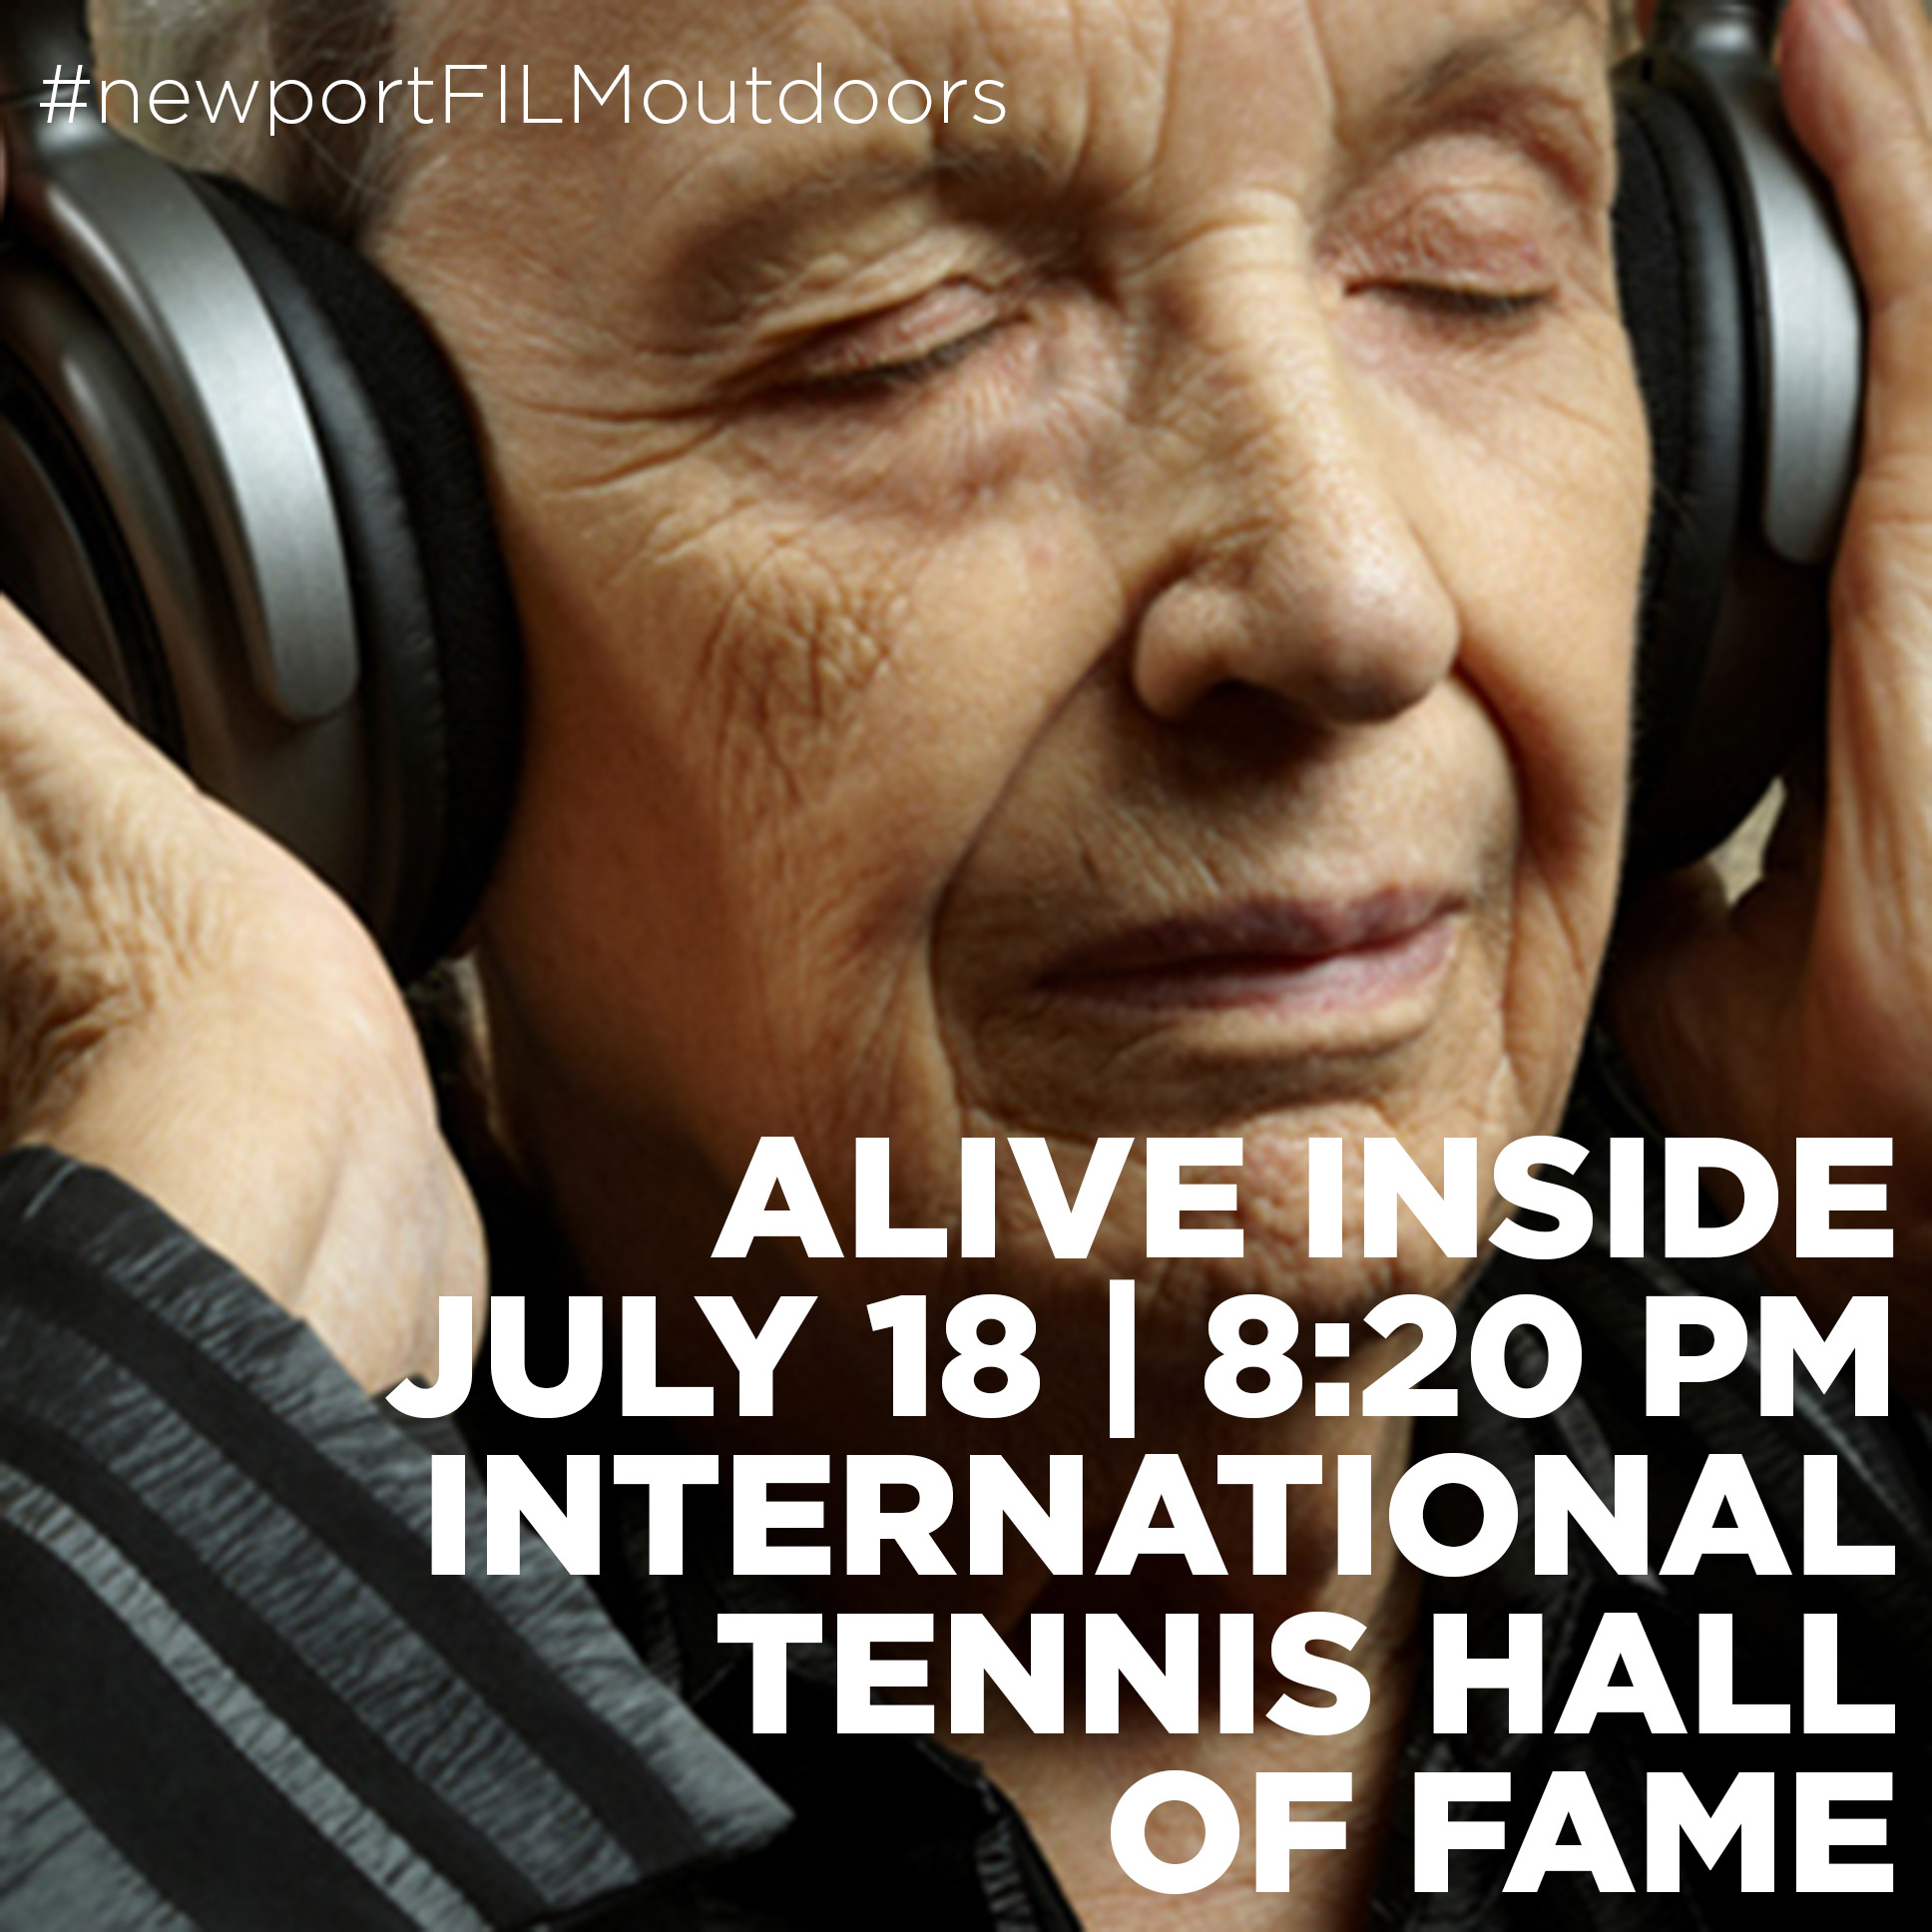 #newportFILMoutdoors
ALIVE INSIDE
JULY 18 | 8:20 PM
INTERNATIONAL
TENNIS HALL
OF FAME